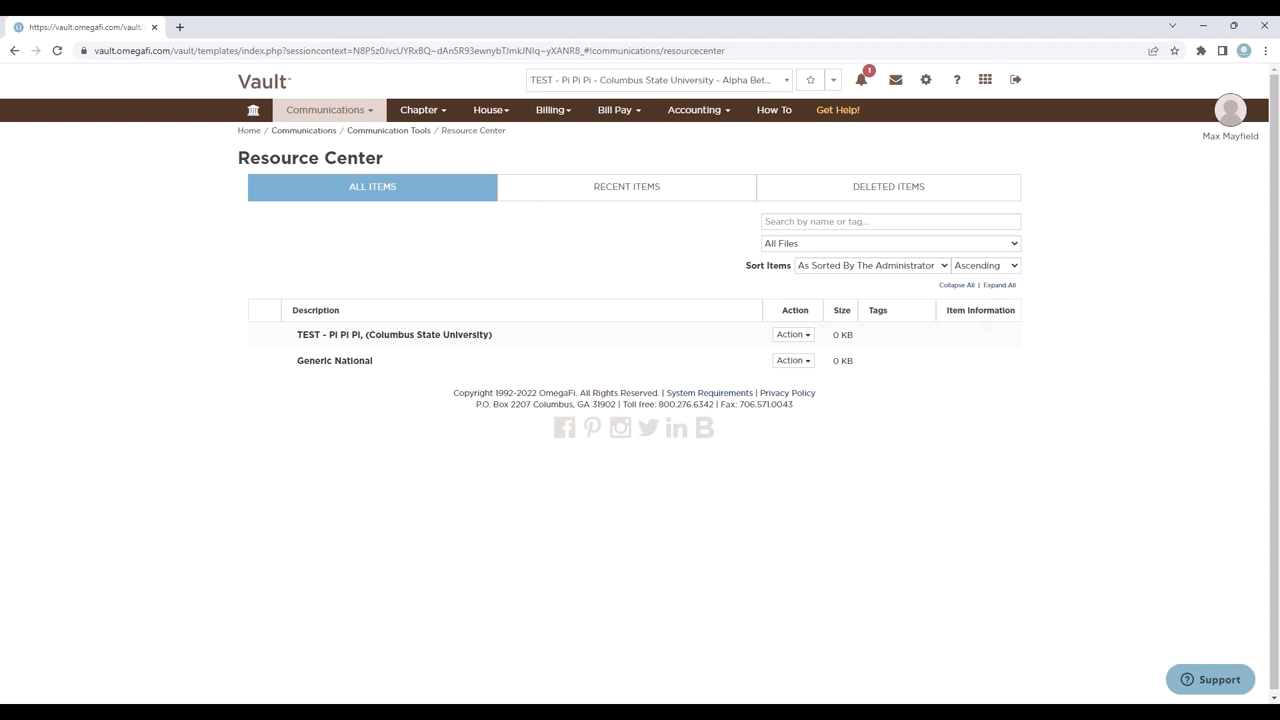 https://vault.omegafi.com/vault/
vault.omegafi.com/vault/templates/index.php?sessioncontext=N8P5z0JvcUYRxBQ~dAn5R93ewnybTJmkJNIq~yXANR8_#!communications/resourcecenter
Vault
TEST - Pi Pi Pi - Columbus State University - Alpha Bet...
1
?
Communications Chapter House Billing Bill Pay Accounting How To Get Help!
Max Mayfield
Home / Communications / Communication Tools / Resource Center
Resource Center
ALL ITEMS RECENT ITEMS DELETED ITEMS
Search by name or tag...
All Files
Sort Items As Sorted By The Administrator Ascending
Collapse All | Expand All
Description Action Size Tags Item Information
TEST - Pi Pi Pi, (Columbus State University) Action 0 KB
Generic National Action 0 KB
Copyright 1992-2022 OmegaFi. All Rights Reserved. | System Requirements | Privacy Policy
P.O. Box 2207 Columbus, GA 31902 | Toll free: 800.276.6342 | Fax: 706.571.0043
Support